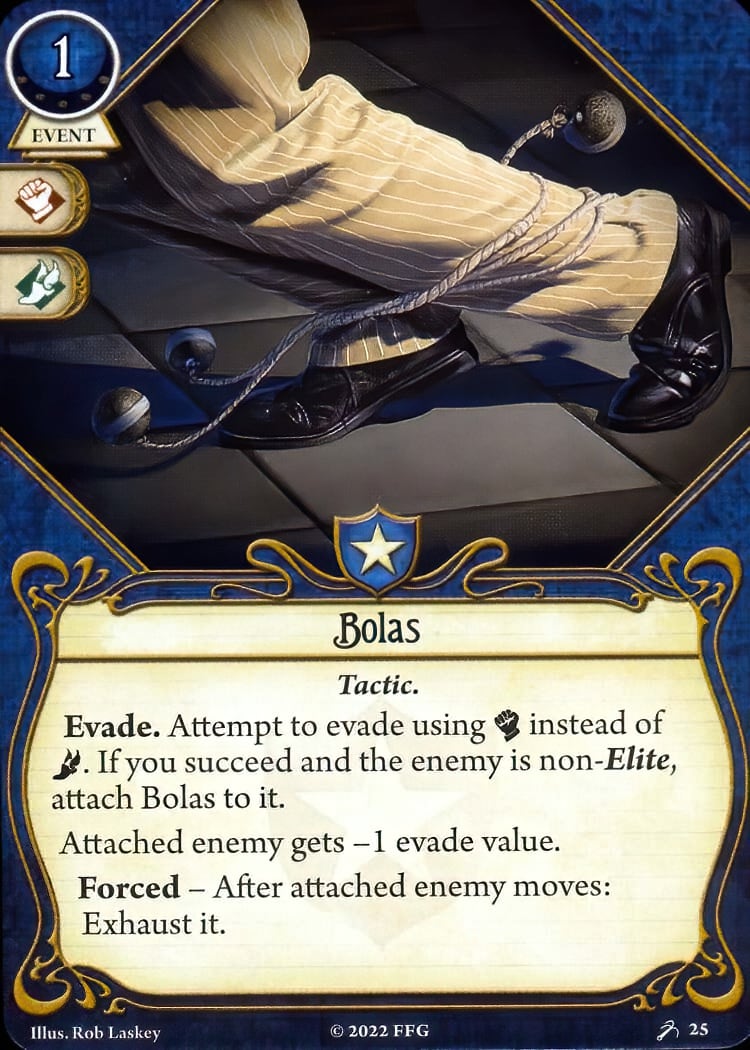 1
EVENT
Bolas
Tactic.
Evade. Attempt to evade using instead of
. If you succeed and the enemy is non-Elite,
attach Bolas to it.
Attached enemy gets –1 evade value.
Forced – After attached enemy moves:
Exhaust it.
Illus. Rob Laskey
© 2022 FFG
25